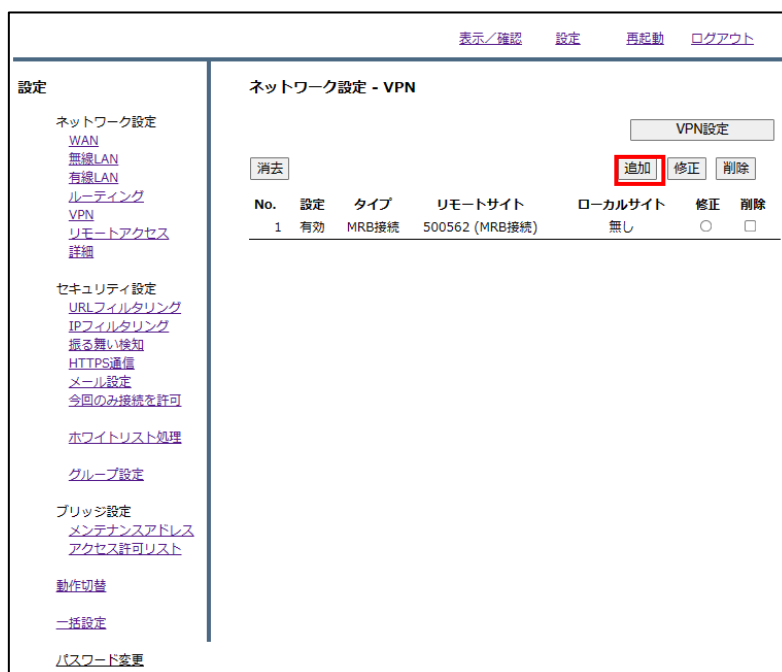 表示／確認 設定 再起動 ログアウト
設定
ネットワーク設定
WAN
無線LAN
有線LAN
ルーティング
VPN
リモートアクセス
詳細
セキュリティ設定
URLフィルタリング
IPフィルタリング
振る舞い検知
HTTPS通信
メール設定
今回のみ接続を許可
ホワイトリスト処理
グループ設定
ブリッジ設定
メンテナンスアドレス
アクセス許可リスト
動作切替
一括設定
パスワード変更
ネットワーク設定 - VPN
VPN設定
消去 追加 修正 削除
No. 設定 タイプ リモートサイト ローカルサイト 修正 削除
1 有効 MRB接続 500562 (MRB接続) 無し